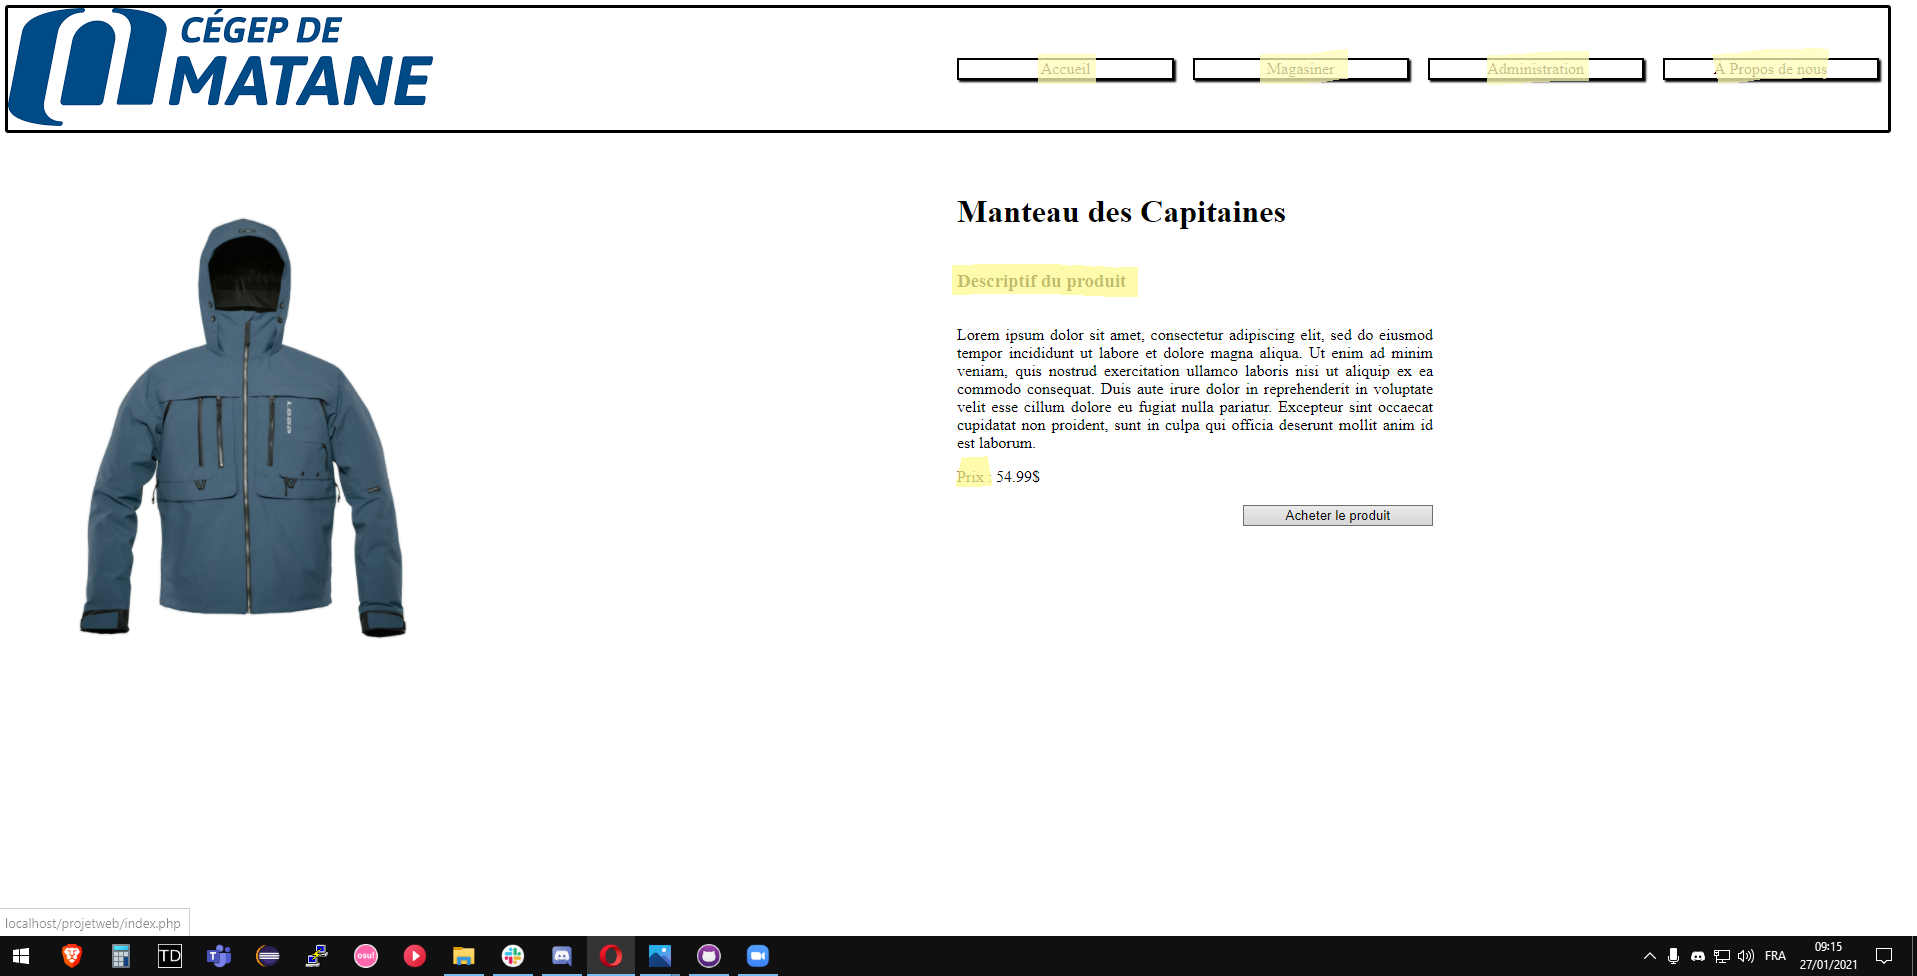 CÉGEP DE
MATANE
Accueil
Magasiner
Administration
A Propos de nous
Manteau des Capitaines
Descriptif du produit
Lorem ipsum dolor sit amet, consectetur adipiscing elit, sed do eiusmod
tempor incididunt ut labore et dolore magna aliqua. Ut enim ad minim
veniam, quis nostrud exercitation ullamco laboris nisi ut aliquip ex ea
commodo consequat. Duis aute irure dolor in reprehenderit in voluptate
velit esse cillum dolore eu fugiat nulla pariatur. Excepteur sint occaecat
cupidatat non proident, sunt in culpa qui officia deserunt mollit anim id
est laborum.
Prix : 54.99$
Acheter le produit
localhost/projetweb/index.php
TD
osu!
FRA
09:15
27/01/2021